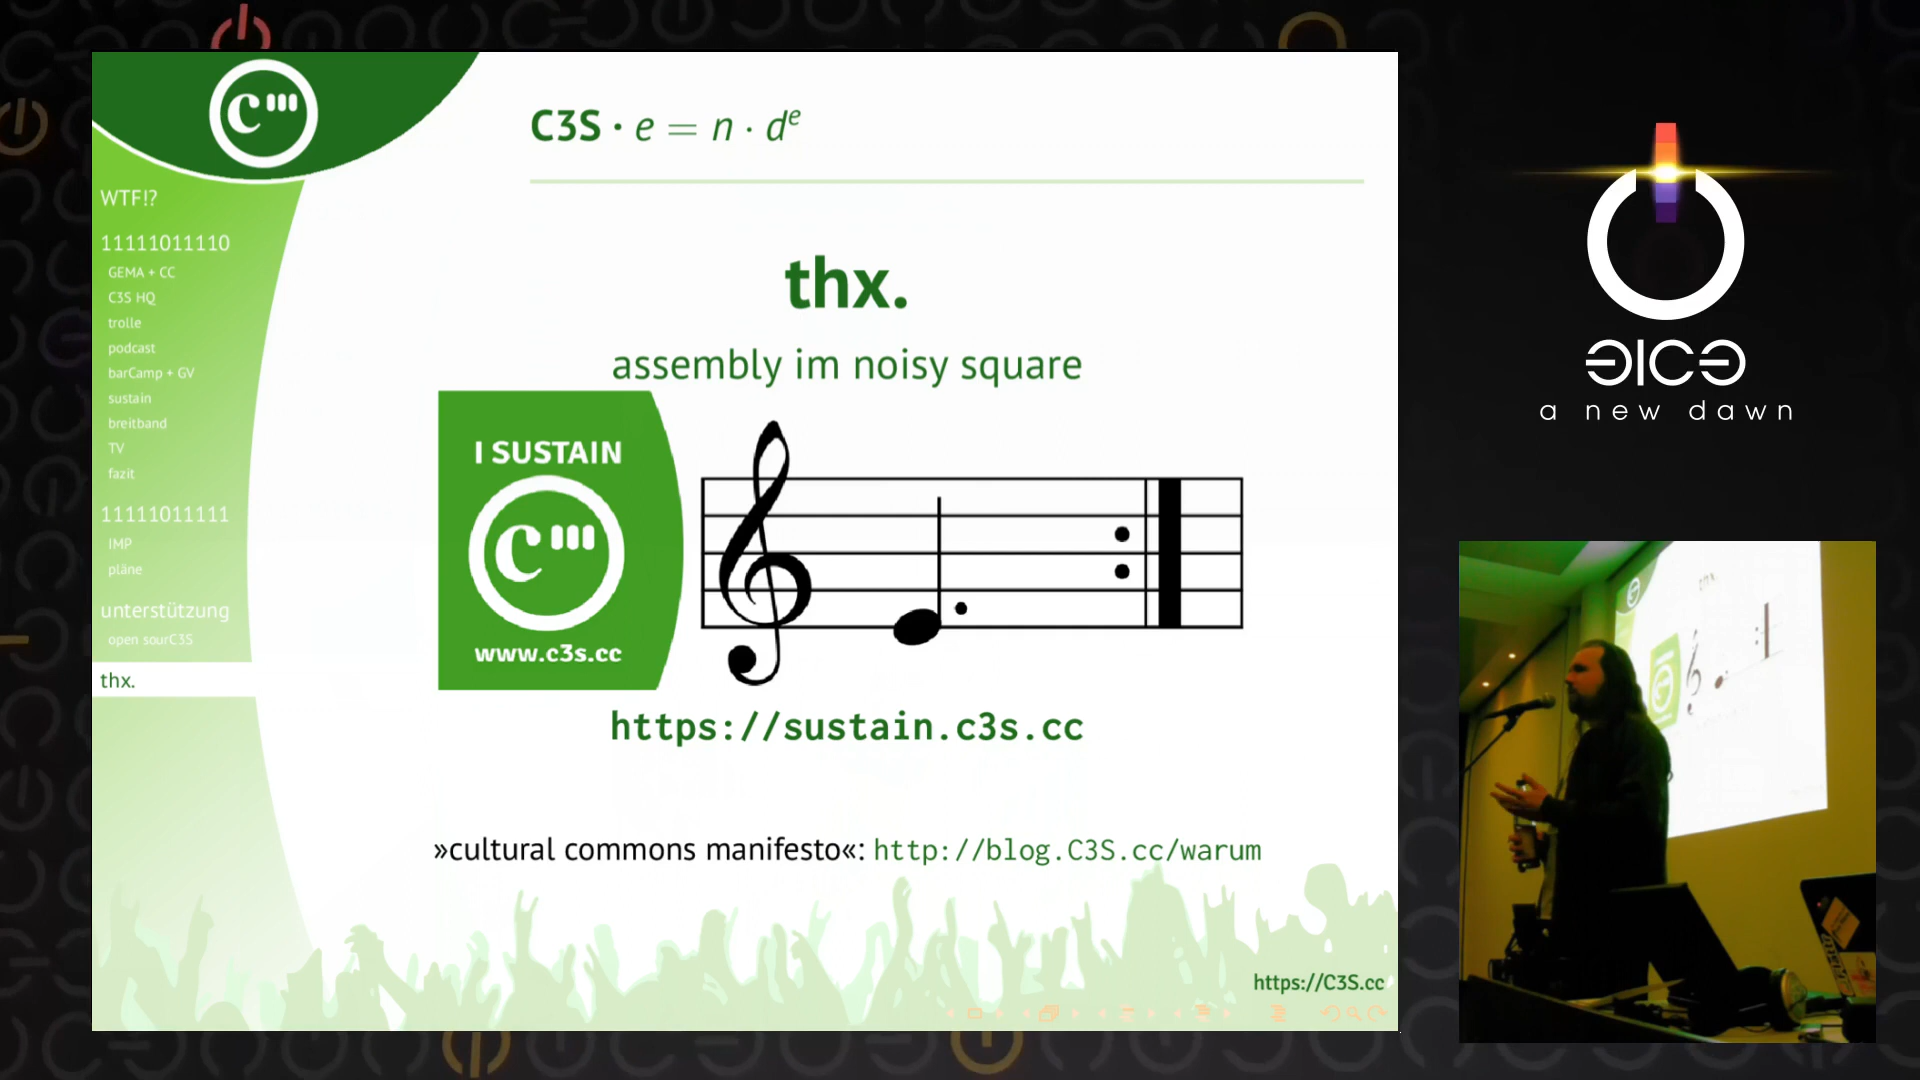 C3S · e = n · dᵉ
WTF!?
11111011110
GEMA + CC
C3S HQ
trolle
podcast
barCamp + GV
sustain
breitband
TV
fazit
11111011111
IMP
pläne
unterstützung
open sourC3S
thx.
thx.
assembly im noisy square
I SUSTAIN
c
www.c3s.cc
https://sustain.c3s.cc
»cultural commons manifesto«: http://blog.C3S.cc/warum
https://C3S.cc
a new dawn